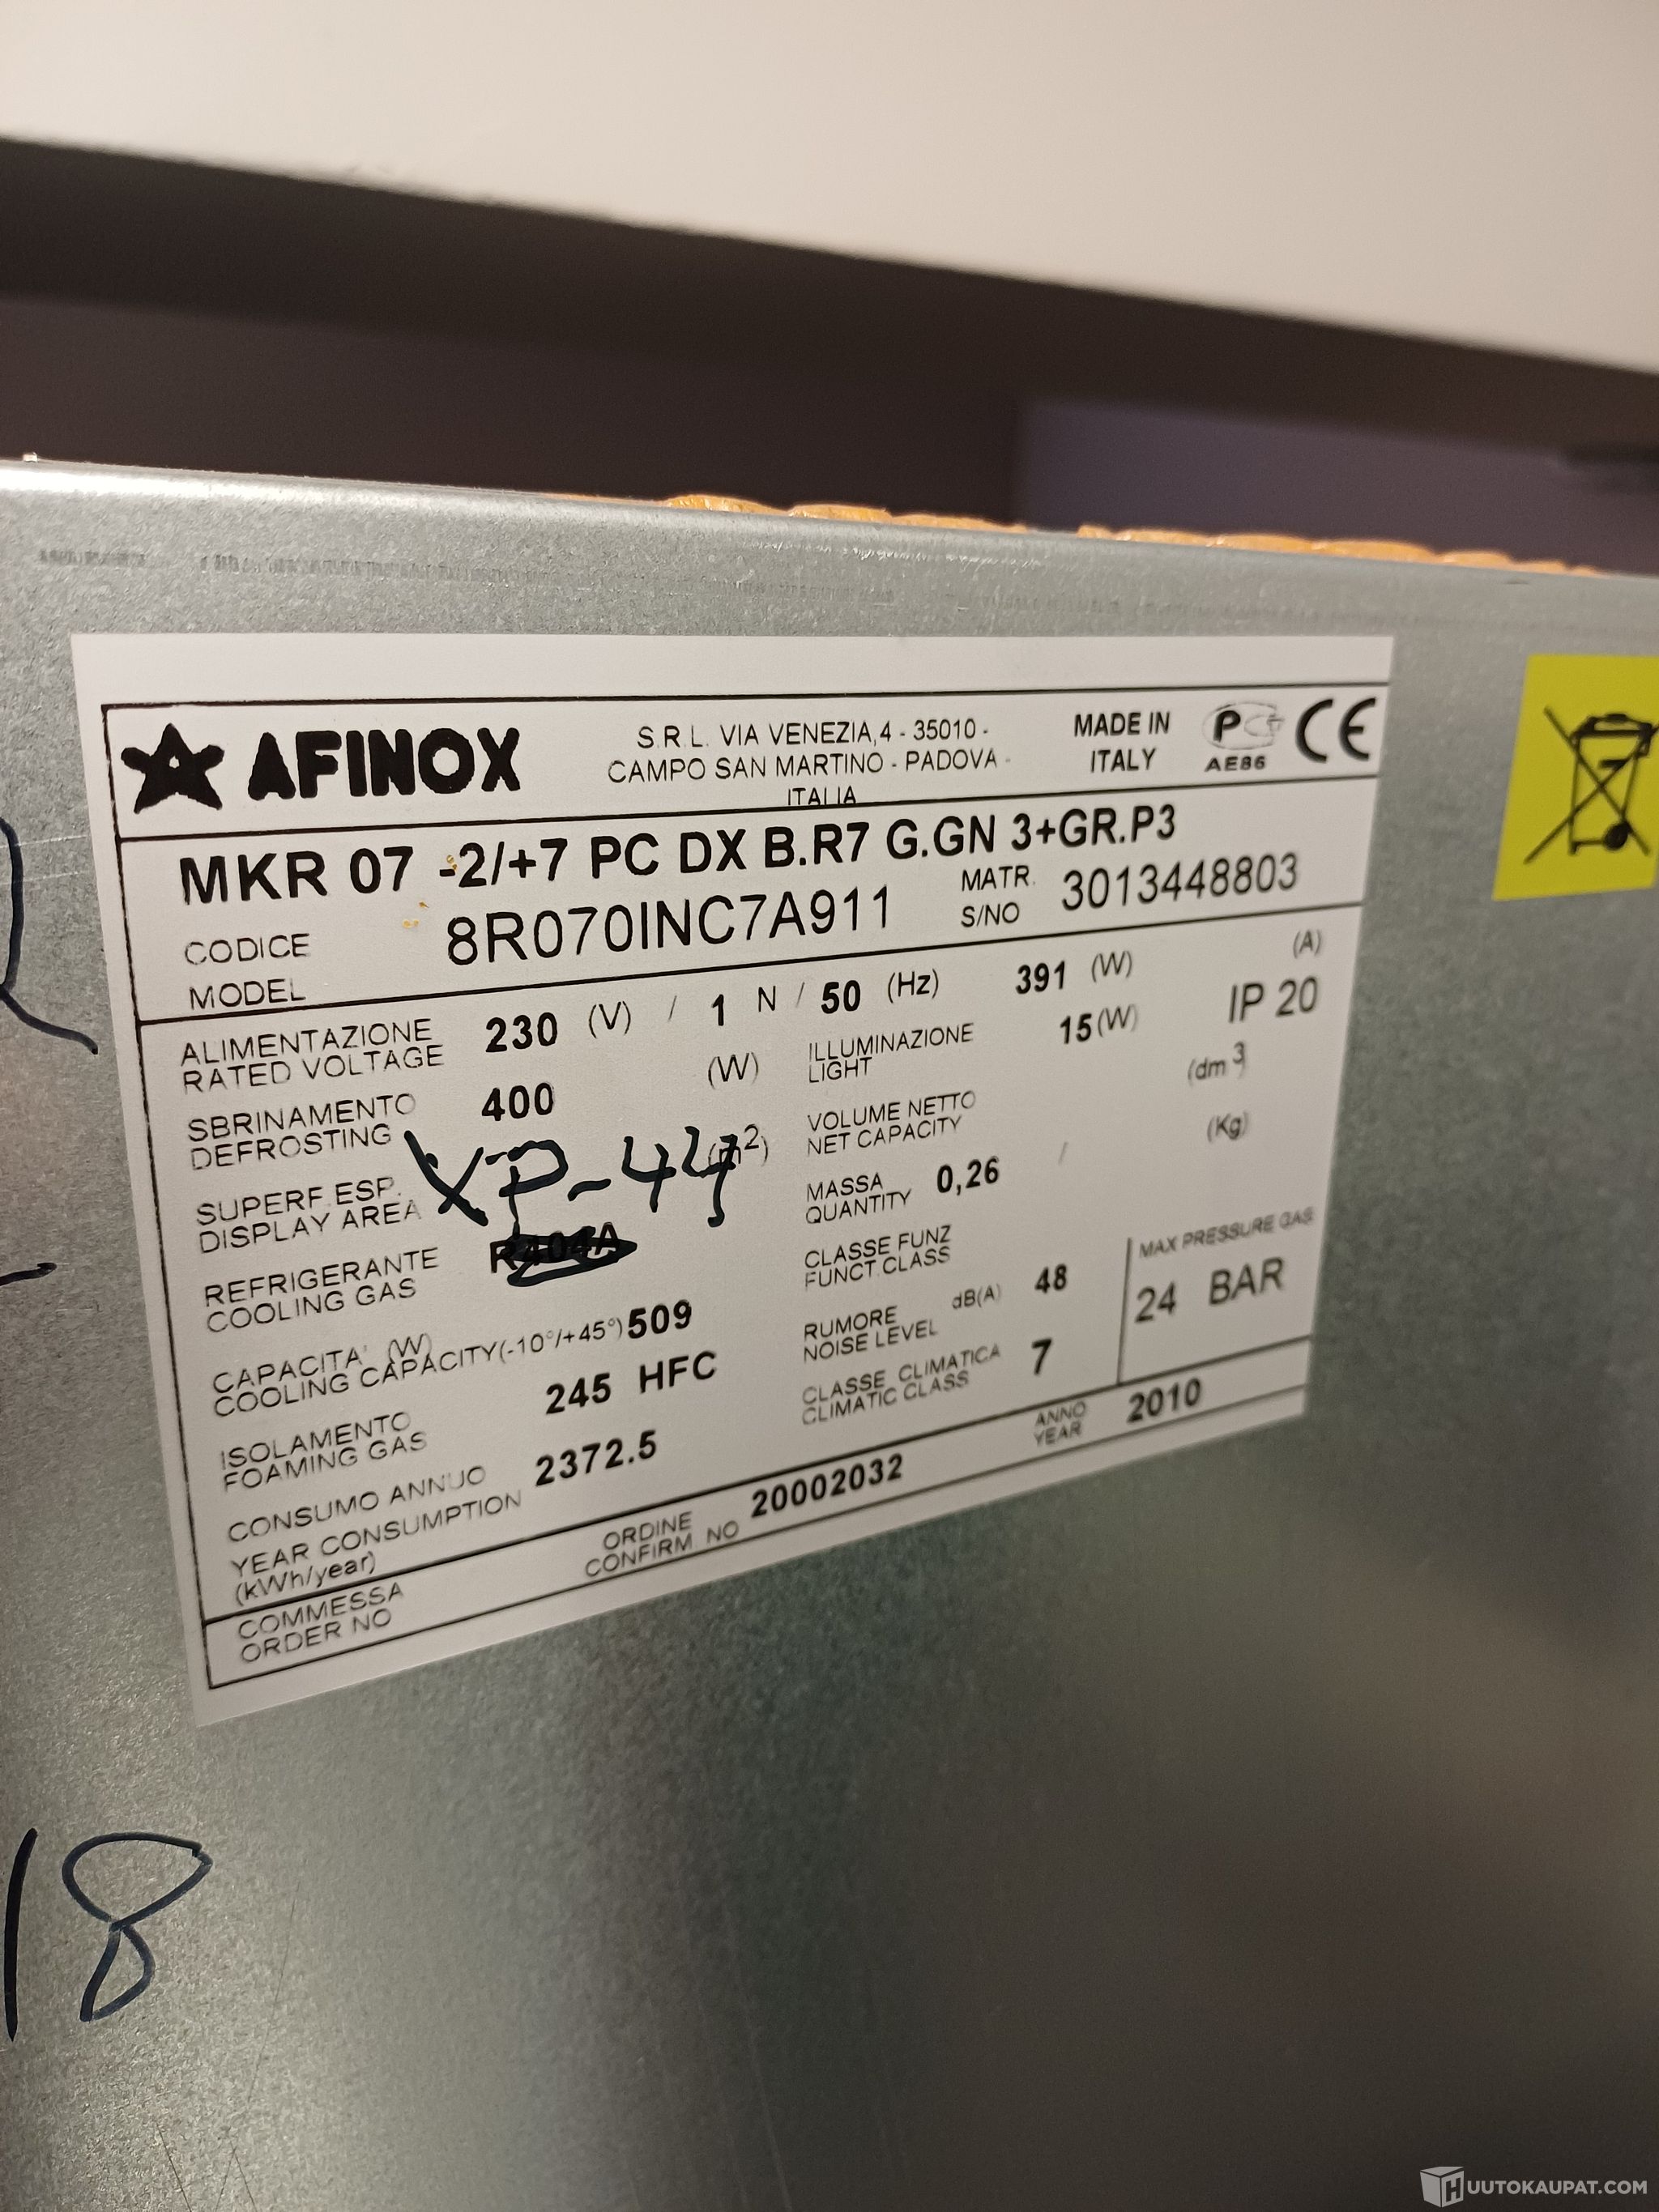 AFINOX
S.R.L. VIA VENEZIA,4 - 35010 -
CAMPO SAN MARTINO - PADOVA -
ITALIA
MADE IN
ITALY
AE86
CE
MKR 07 -2/+7 PC DX B.R7 G.GN 3+GR.P3
CODICE
MODEL
8R070INC7A911
MATR.
S/NO
3013448803
ALIMENTAZIONE
RATED VOLTAGE
230 (V) / 1 N / 50 (Hz) 391 (W) (A)
SBRINAMENTO
DEFROSTING
400 (W)
ILLUMINAZIONE
LIGHT
15 (W)
IP 20
SUPERF.ESP.
DISPLAY AREA
(m2)
XP-44
VOLUME NETTO
NET CAPACITY
(dm3)
REFRIGERANTE
COOLING GAS
R404A
MASSA
QUANTITY
0,26 / (Kg)
CAPACITA' (W)
COOLING CAPACITY(-10°/+45°) 509
CLASSE FUNZ
FUNCT.CLASS
ISOLAMENTO
FOAMING GAS
245 HFC
RUMORE
NOISE LEVEL
dB(A) 48
MAX PRESSURE GAS
24 BAR
CONSUMO ANNUO
YEAR CONSUMPTION
(kWh/year)
2372.5
CLASSE CLIMATICA
CLIMATIC CLASS
7
COMMESSA
ORDER NO
ORDINE
CONFIRM. NO
20002032
ANNO
YEAR
2010
18
HUUTOKAUPAT.COM